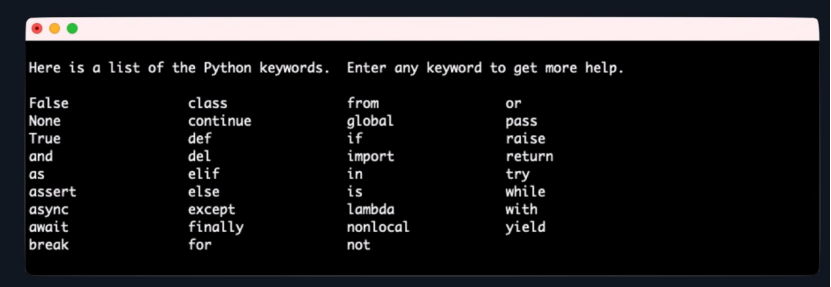 Here is a list of the Python keywords.  Enter any keyword to get more help.
False class from or
None continue global pass
True def if raise
and del import return
as elif in try
assert else is while
async except lambda with
await finally nonlocal yield
break for not